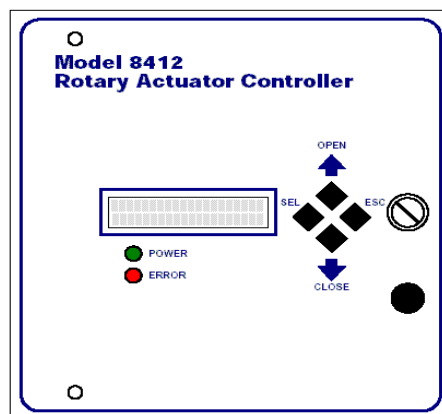 Model 8412
Rotary Actuator Controller
OPEN
SEL
ESC
POWER
ERROR
CLOSE